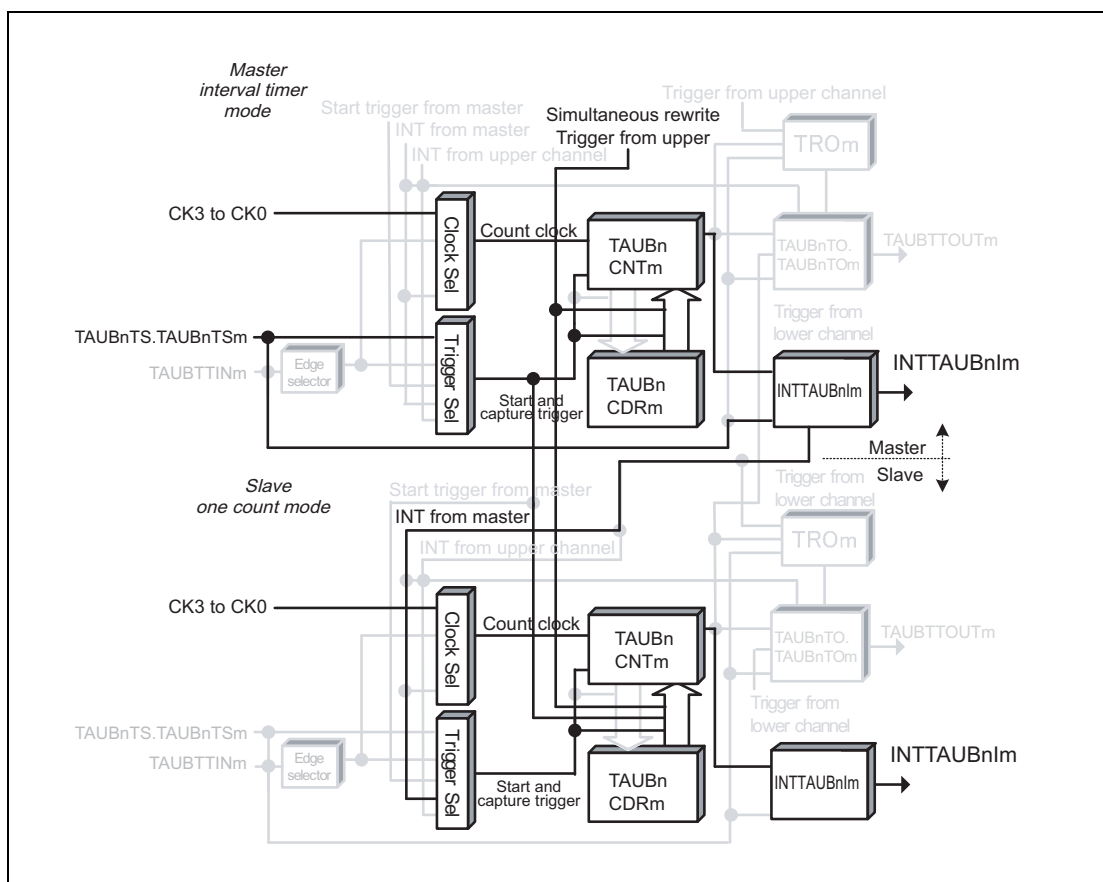 Master
interval timer
mode
Start trigger from master
INT from master
INT from upper channel
Simultaneous rewrite
Trigger from upper
Trigger from upper channel
TROm
CK3 to CK0
Clock Sel
Count clock
TAUBn
CNTm
TAUBnTO.
TAUBnTOm
TAUBTTOUTm
Trigger from
lower channel
TAUBnTS.TAUBnTSm
TAUBTTINm
Edge
selector
Trigger Sel
Start and
capture trigger
TAUBn
CDRm
INTTAUBnIm
INTTAUBnIm
Master
Slave
Slave
one count mode
Start trigger from master
INT from master
INT from upper channel
Trigger from
lower channel
TROm
CK3 to CK0
Clock Sel
Count clock
TAUBn
CNTm
TAUBnTO.
TAUBnTOm
TAUBTTOUTm
Trigger from
lower channel
TAUBnTS.TAUBnTSm
TAUBTTINm
Edge
selector
Trigger Sel
Start and
capture trigger
TAUBn
CDRm
INTTAUBnIm
INTTAUBnIm